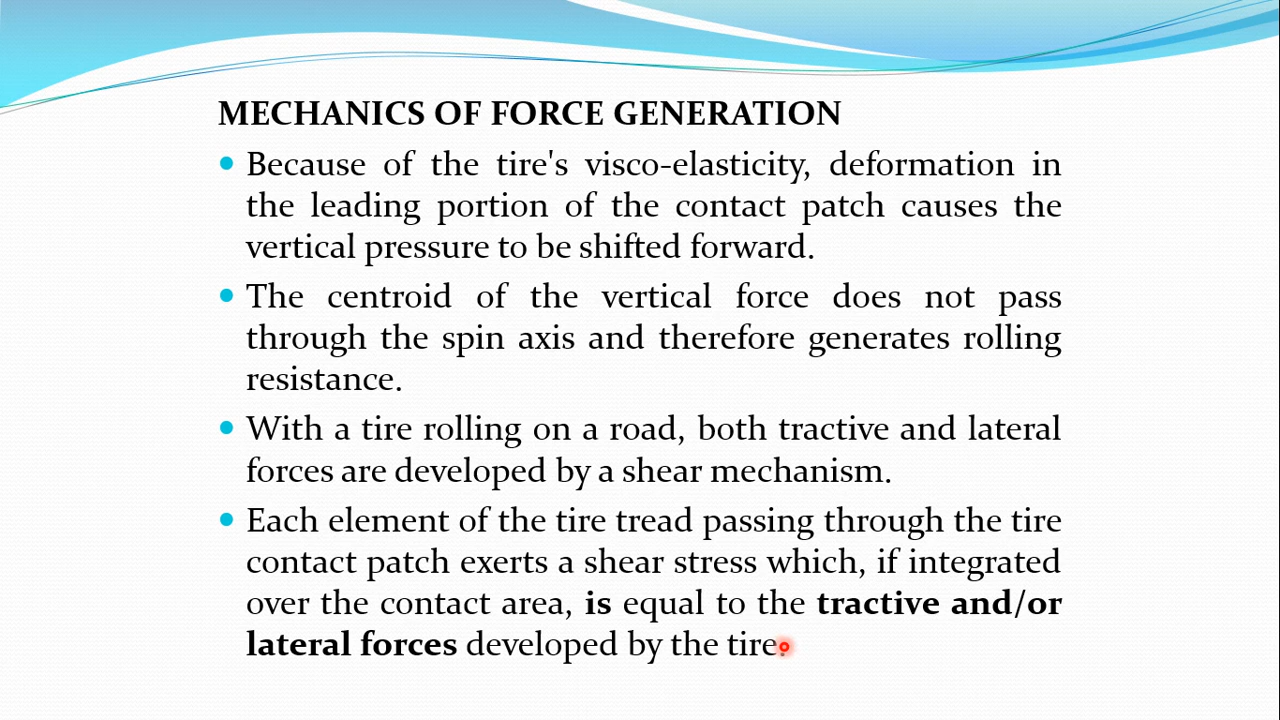 MECHANICS OF FORCE GENERATION
• Because of the tire's visco-elasticity, deformation in
the leading portion of the contact patch causes the
vertical pressure to be shifted forward.
• The centroid of the vertical force does not pass
through the spin axis and therefore generates rolling
resistance.
• With a tire rolling on a road, both tractive and lateral
forces are developed by a shear mechanism.
• Each element of the tire tread passing through the tire
contact patch exerts a shear stress which, if integrated
over the contact area, is equal to the tractive and/or
lateral forces developed by the tire.